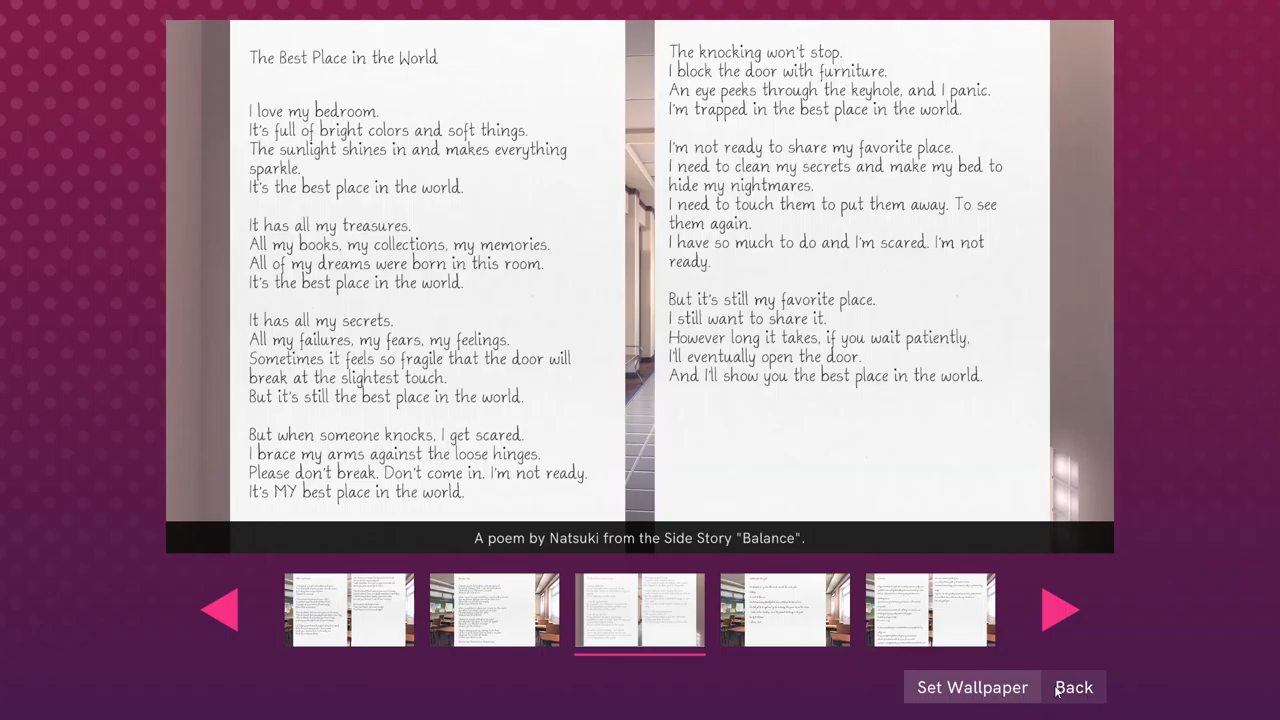 The Best Place in the World
I love my bedroom.
It's full of bright colors and soft things.
The sunlight shines in and makes everything
sparkle.
It's the best place in the world.
It has all my treasures.
All my books, my collections, my memories.
All of my dreams were born in this room.
It's the best place in the world.
It has all my secrets.
All my failures, my fears, my feelings.
Sometimes it feels so fragile that the door will
break at the slightest touch.
But it's still the best place in the world.
But when someone knocks, I get scared.
I brace my arms against the loose hinges.
Please don't break. Don't come in. I'm not ready.
It's MY best place in the world.
The knocking won't stop.
I block the door with furniture.
An eye peeks through the keyhole, and I panic.
I'm trapped in the best place in the world.
I'm not ready to share my favorite place.
I need to clean my secrets and make my bed to
hide my nightmares.
I need to touch them to put them away. To see
them again.
I have so much to do and I'm scared. I'm not
ready.
But it's still my favorite place.
I still want to share it.
However long it takes, if you wait patiently,
I'll eventually open the door.
And I'll show you the best place in the world.
A poem by Natsuki from the Side Story "Balance".
Set Wallpaper
Back